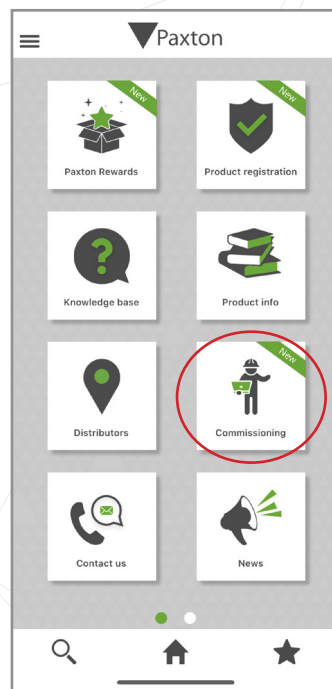 Paxton
New
New
Paxton Rewards
Product registration
?
Knowledge base
Product info
New
Distributors
Commissioning
Contact us
News